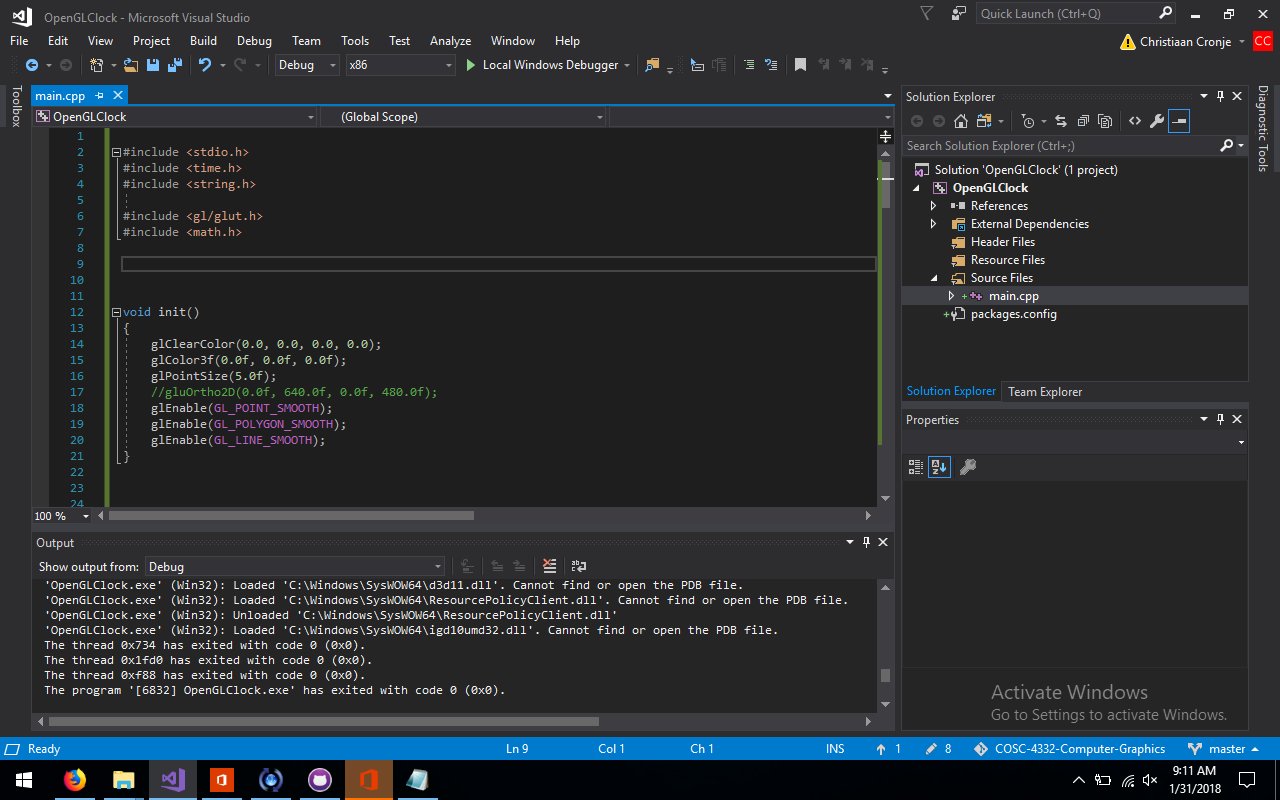 OpenGLClock - Microsoft Visual Studio
Quick Launch (Ctrl+Q)
File Edit View Project Build Debug Team Tools Test Analyze Window Help
Christiaan Cronje CC
Debug x86 Local Windows Debugger
Toolbox
main.cpp
OpenGLClock (Global Scope)
1
2 #include <stdio.h>
3 #include <time.h>
4 #include <string.h>
5
6 #include <gl/glut.h>
7 #include <math.h>
8
9
10
11
12 void init()
13 {
14 glClearColor(0.0, 0.0, 0.0, 0.0);
15 glColor3f(0.0f, 0.0f, 0.0f);
16 glPointSize(5.0f);
17 //gluOrtho2D(0.0f, 640.0f, 0.0f, 480.0f);
18 glEnable(GL_POINT_SMOOTH);
19 glEnable(GL_POLYGON_SMOOTH);
20 glEnable(GL_LINE_SMOOTH);
21 }
22
23
24
100 %
Output
Show output from: Debug
'OpenGLClock.exe' (Win32): Loaded 'C:\Windows\SysWOW64\d3d11.dll'. Cannot find or open the PDB file.
'OpenGLClock.exe' (Win32): Loaded 'C:\Windows\SysWOW64\ResourcePolicyClient.dll'. Cannot find or open the PDB file.
'OpenGLClock.exe' (Win32): Unloaded 'C:\Windows\SysWOW64\ResourcePolicyClient.dll'
'OpenGLClock.exe' (Win32): Loaded 'C:\Windows\SysWOW64\igd10umd32.dll'. Cannot find or open the PDB file.
The thread 0x734 has exited with code 0 (0x0).
The thread 0x1fd0 has exited with code 0 (0x0).
The thread 0xf88 has exited with code 0 (0x0).
The program '[6832] OpenGLClock.exe' has exited with code 0 (0x0).
Solution Explorer
Search Solution Explorer (Ctrl+;)
Solution 'OpenGLClock' (1 project)
OpenGLClock
References
External Dependencies
Header Files
Resource Files
Source Files
main.cpp
packages.config
Solution Explorer Team Explorer
Properties
Diagnostic Tools
Activate Windows
Go to Settings to activate Windows.
Ready Ln 9 Col 1 Ch 1 INS 1 8 COSC-4332-Computer-Graphics master
9:11 AM
1/31/2018